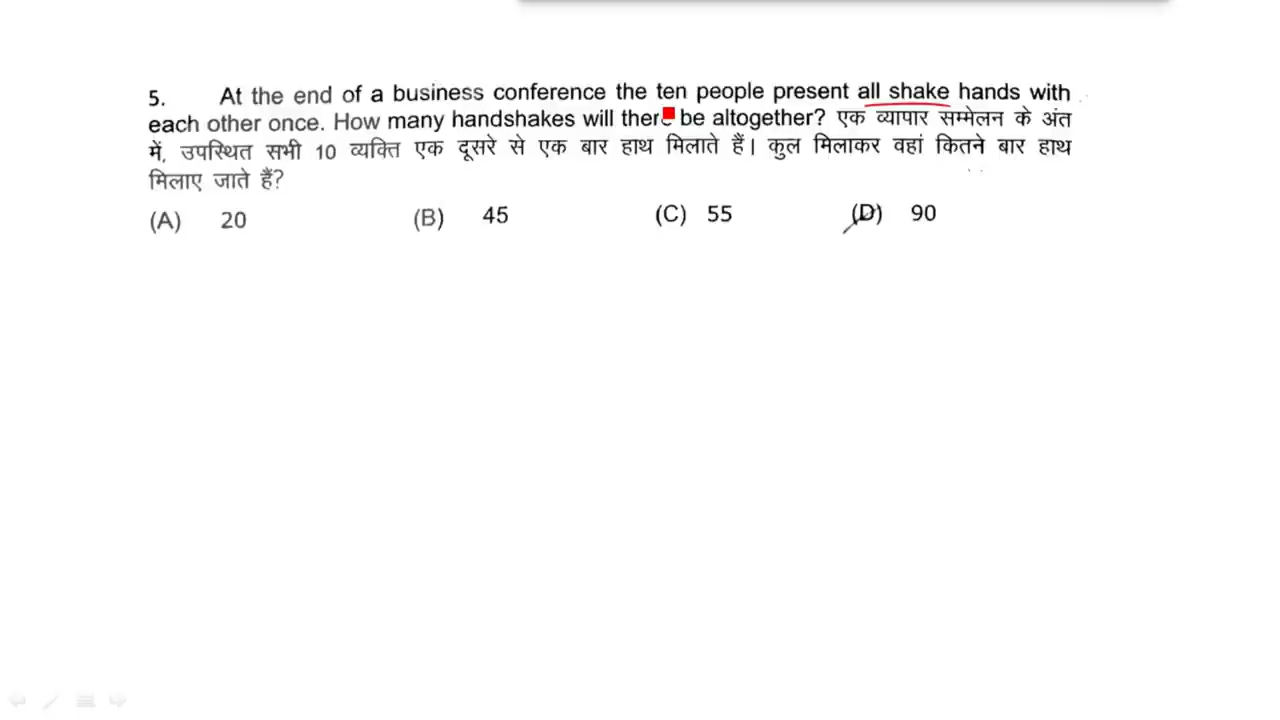 5. At the end of a business conference the ten people present all shake hands with
each other once. How many handshakes will there be altogether? एक व्यापार सम्मेलन के अंत
में, उपस्थित सभी 10 व्यक्ति एक दूसरे से एक बार हाथ मिलाते हैं। कुल मिलाकर वहां कितने बार हाथ
मिलाए जाते हैं?
(A) 20 (B) 45 (C) 55 (D) 90